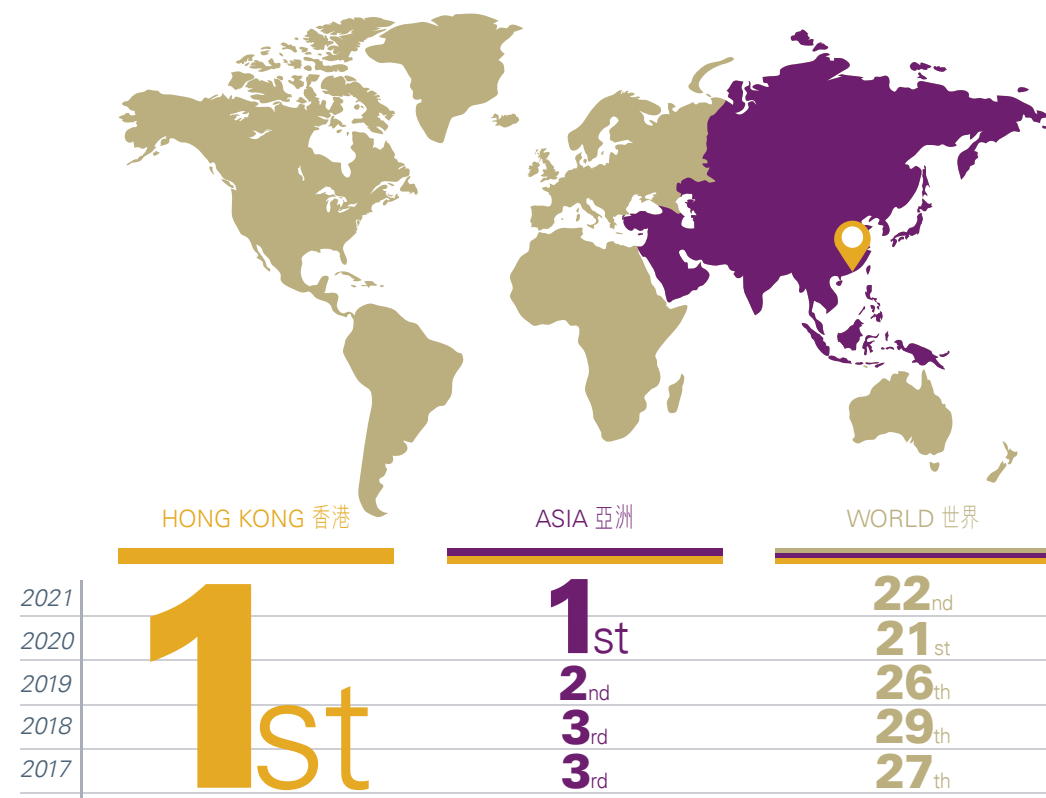 HONG KONG 香港
ASIA 亞洲
WORLD 世界
2021
2020
2019
2018
2017
1st
1st
2nd
3rd
3rd
22nd
21st
26th
29th
27th